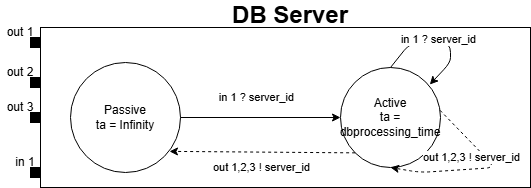 DB Server
out 1
in 1 ? server_id
out 2
Passive
ta = Infinity
in 1 ? server_id
Active
ta =
dbprocessing_time
out 3
out 1,2,3 ! server_id
out 1,2,3 ! server_id
in 1